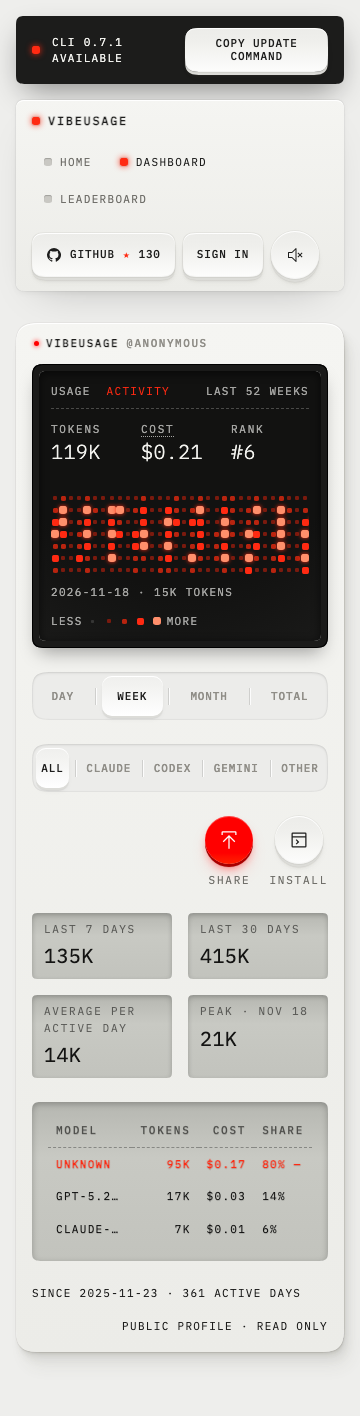 CLI 0.7.1
AVAILABLE
COPY UPDATE
COMMAND
VIBEUSAGE
HOME DASHBOARD
LEADERBOARD
GITHUB ★ 130 SIGN IN
VIBEUSAGE @ANONYMOUS
USAGE ACTIVITY LAST 52 WEEKS
TOKENS COST RANK
119K $0.21 #6
2026-11-18 · 15K TOKENS
LESS MORE
DAY WEEK MONTH TOTAL
ALL CLAUDE CODEX GEMINI OTHER
SHARE INSTALL
LAST 7 DAYS
135K
LAST 30 DAYS
415K
AVERAGE PER
ACTIVE DAY
14K
PEAK · NOV 18
21K
MODEL TOKENS COST SHARE
UNKNOWN 95K $0.17 80% —
GPT-5.2… 17K $0.03 14%
CLAUDE-… 7K $0.01 6%
SINCE 2025-11-23 · 361 ACTIVE DAYS
PUBLIC PROFILE · READ ONLY